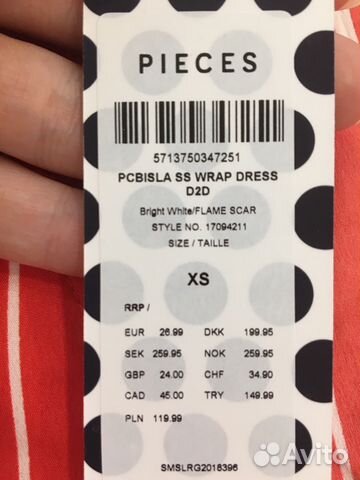 PIECES
5713750347251
PCBISLA SS WRAP DRESS
D2D
Bright White/FLAME SCAR
STYLE NO. 17094211
SIZE / TAILLE
XS
RRP /
EUR 26.99 DKK 199.95
SEK 259.95 NOK 259.95
GBP 24.00 CHF 34.90
CAD 45.00 TRY 149.99
PLN 119.99
SMSLRG2018396
Avito